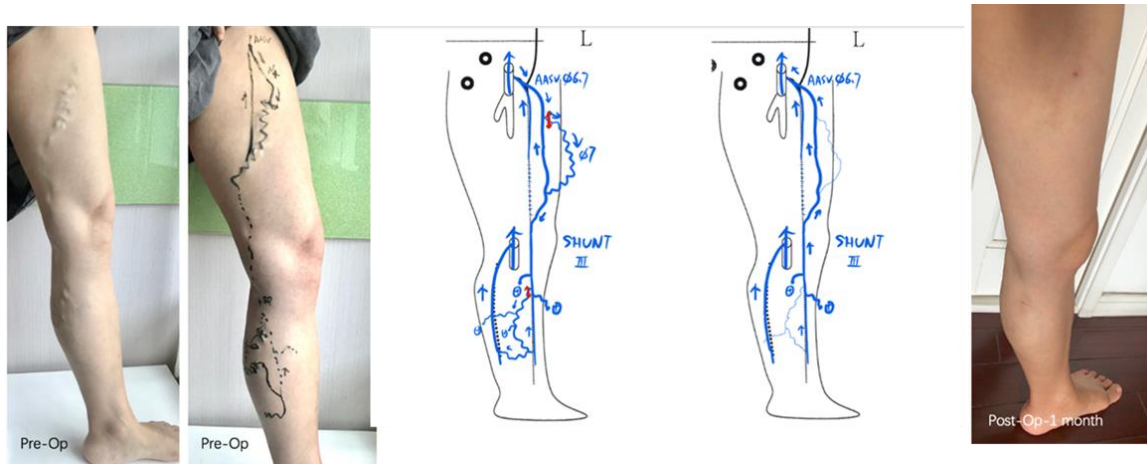 Pre-Op
AASV
Pre-Op
L
AASV Ø6.7
Ø7
SHUNT
III
L
AASV Ø6.7
SHUNT
III
Post-Op-1 month